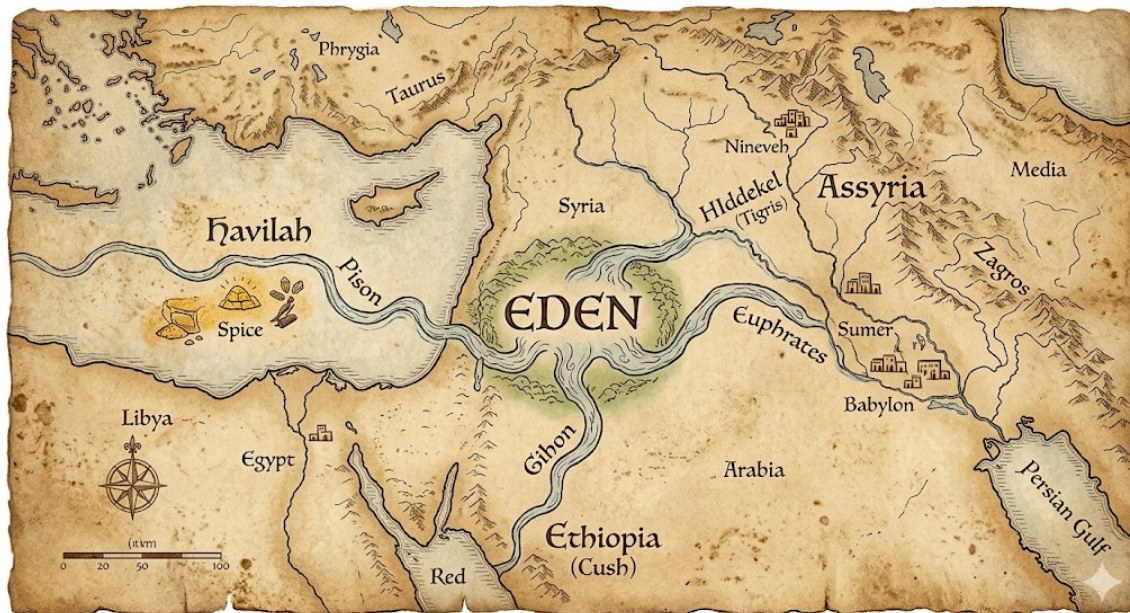 Phrygia
Taurus
Nineveh
Media
Assyria
Hiddekel
(Tigris)
Syria
Havilah
Zagros
Pison
EDEN
Euphrates
Sumer
Spice
Babylon
Libya
Egypt
Gihon
Arabia
Persian Gulf
Ethiopia
(Cush)
Red
0 20 50 100